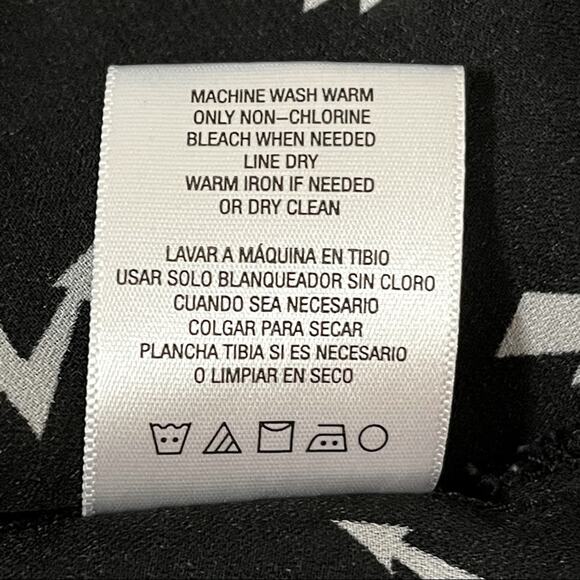 MACHINE WASH WARM
ONLY NON–CHLORINE
BLEACH WHEN NEEDED
LINE DRY
WARM IRON IF NEEDED
OR DRY CLEAN
LAVAR A MÁQUINA EN TIBIO
USAR SOLO BLANQUEADOR SIN CLORO
CUANDO SEA NECESARIO
COLGAR PARA SECAR
PLANCHA TIBIA SI ES NECESARIO
O LIMPIAR EN SECO